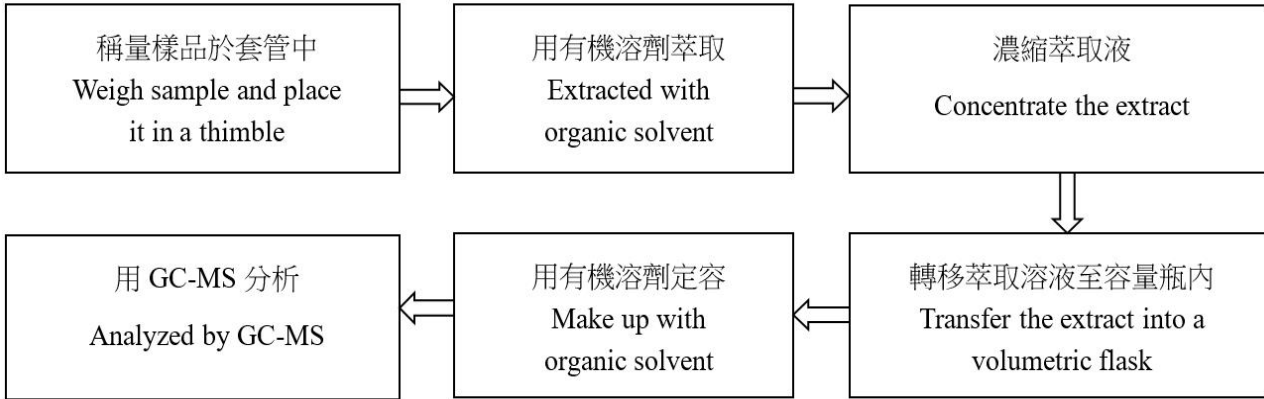 稱量樣品於套管中
Weigh sample and place
it in a thimble
用有機溶劑萃取
Extracted with
organic solvent
濃縮萃取液
Concentrate the extract
轉移萃取溶液至容量瓶內
Transfer the extract into a
volumetric flask
用有機溶劑定容
Make up with
organic solvent
用 GC-MS 分析
Analyzed by GC-MS